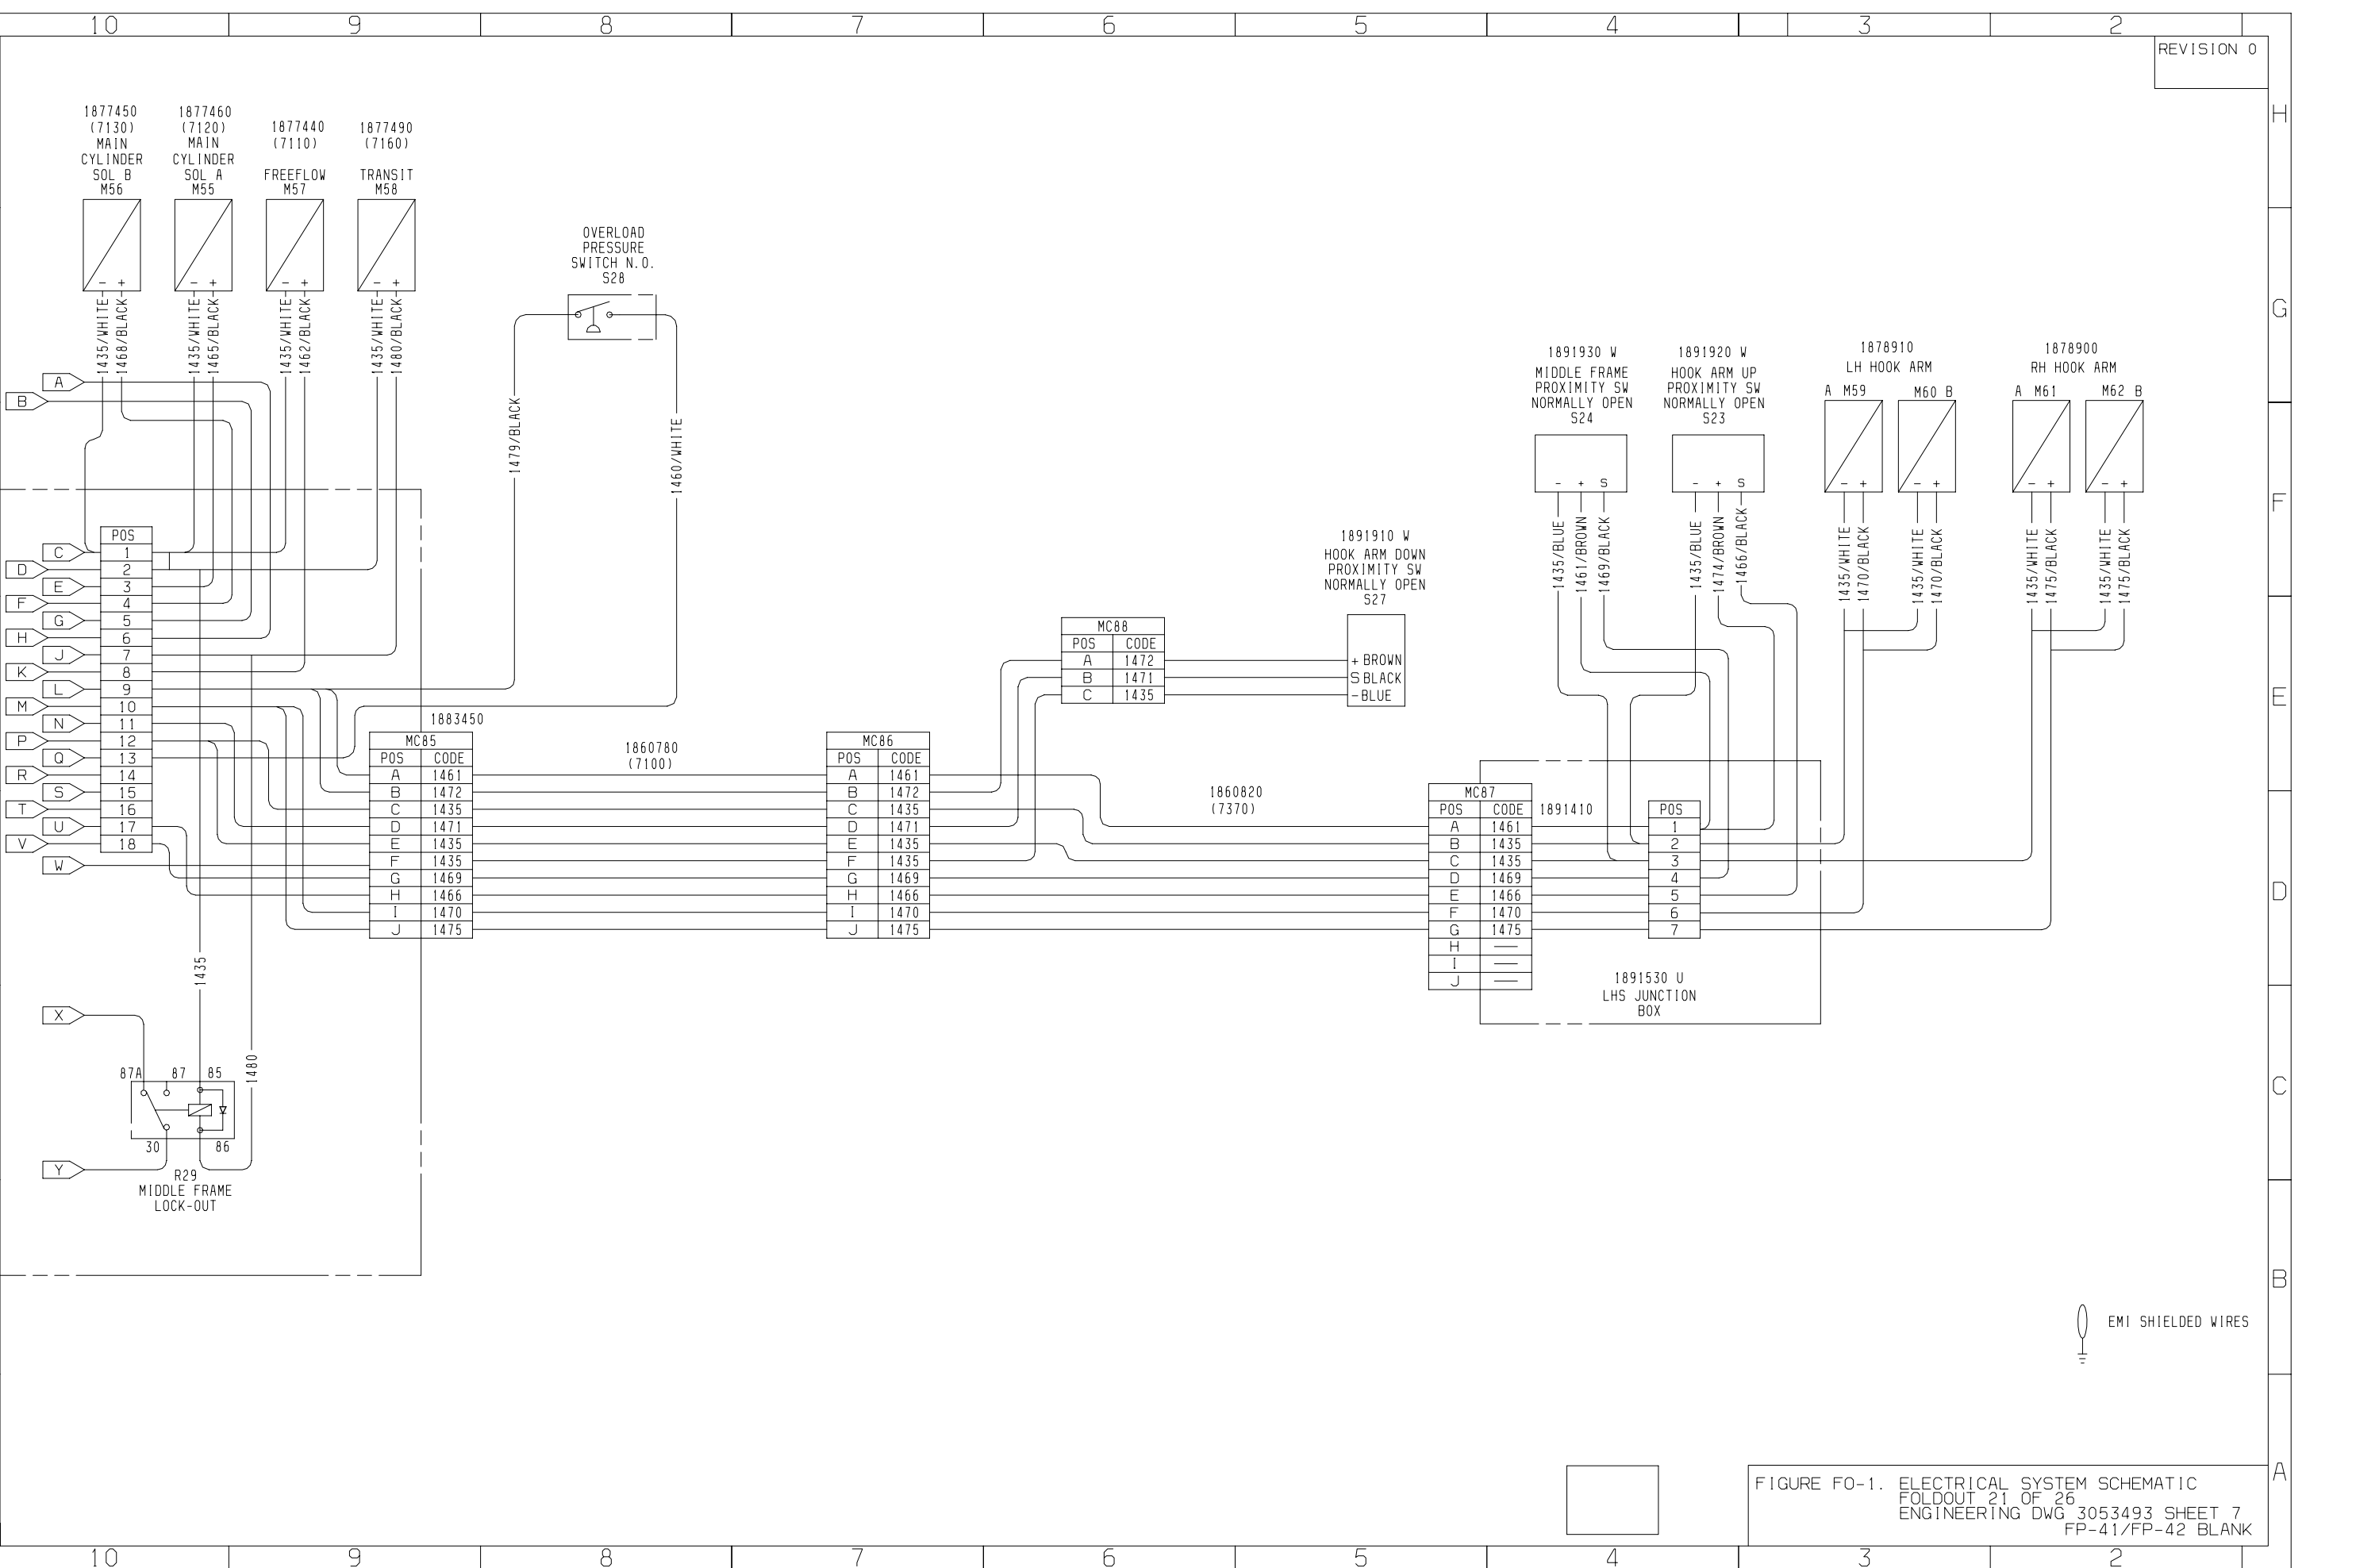 10 9 8 7 6 5 4 3 2
REVISION 0
H
G
F
E
D
C
B
A
1877450
(7130)
MAIN
CYLINDER
SOL B
M56
- +
1435/WHITE
1468/BLACK
1877460
(7120)
MAIN
CYLINDER
SOL A
M55
- +
1435/WHITE
1465/BLACK
1877440
(7110)
FREEFLOW
M57
- +
1435/WHITE
1462/BLACK
1877490
(7160)
TRANSIT
M58
- +
1435/WHITE
1480/BLACK
OVERLOAD
PRESSURE
SWITCH N.O.
S28
1479/BLACK
1460/WHITE
1891930 W
MIDDLE FRAME
PROXIMITY SW
NORMALLY OPEN
S24
- + S
1435/BLUE
1461/BROWN
1469/BLACK
1891920 W
HOOK ARM UP
PROXIMITY SW
NORMALLY OPEN
S23
- + S
1435/BLUE
1474/BROWN
1466/BLACK
1878910
LH HOOK ARM
A M59
M60 B
- +
- +
1435/WHITE
1470/BLACK
1435/WHITE
1470/BLACK
1878900
RH HOOK ARM
A M61
M62 B
- +
- +
1435/WHITE
1475/BLACK
1435/WHITE
1475/BLACK
A
B
POS
C 1
D 2
E 3
F 4
G 5
H 6
J 7
K 8
L 9
M 10
N 11
P 12
Q 13
R 14
S 15
T 16
U 17
V 18
W
1891910 W
HOOK ARM DOWN
PROXIMITY SW
NORMALLY OPEN
S27
+ BROWN
S BLACK
- BLUE
MC88
POS CODE
A 1472
B 1471
C 1435
1883450
MC85
POS CODE
A 1461
B 1472
C 1435
D 1471
E 1435
F 1435
G 1469
H 1466
I 1470
J 1475
1860780
(7100)
MC86
POS CODE
A 1461
B 1472
C 1435
D 1471
E 1435
F 1435
G 1469
H 1466
I 1470
J 1475
1860820
(7370)
MC87
POS CODE
A 1461
B 1435
C 1435
D 1469
E 1466
F 1470
G 1475
H —
I —
J —
1891410
POS
1
2
3
4
5
6
7
1891530 U
LHS JUNCTION
BOX
1435
1480
X
87A 87 85
30 86
Y
R29
MIDDLE FRAME
LOCK-OUT
EMI SHIELDED WIRES
FIGURE FO-1. ELECTRICAL SYSTEM SCHEMATIC
FOLDOUT 21 OF 26
ENGINEERING DWG 3053493 SHEET 7
FP-41/FP-42 BLANK
10 9 8 7 6 5 4 3 2